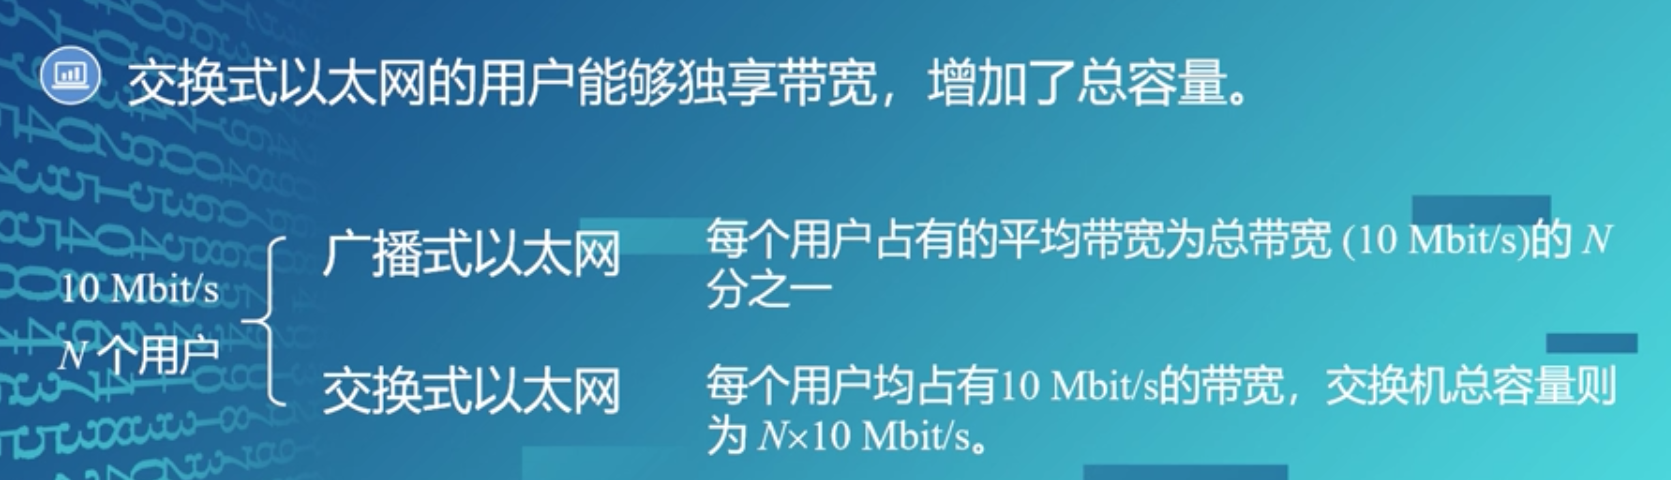 交换式以太网的用户能够独享带宽，增加了总容量。
10 Mbit/s
N 个用户
广播式以太网
每个用户占有的平均带宽为总带宽 (10 Mbit/s)的 N
分之一
交换式以太网
每个用户均占有10 Mbit/s的带宽，交换机总容量则
为 N×10 Mbit/s。